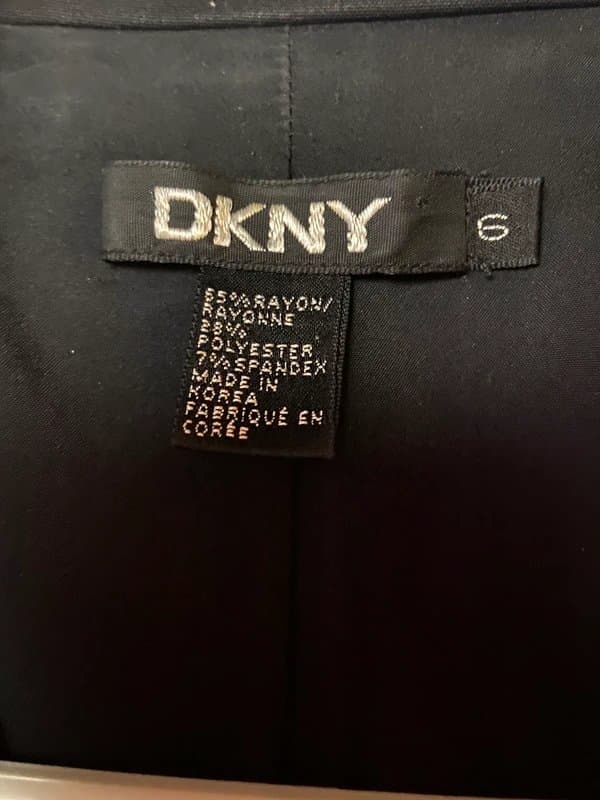 DKNY
6
65% RAYON/
RAYONNE
28%
POLYESTER
7% SPANDEX
MADE IN
KOREA
FABRIQUÉ EN
CORÉE